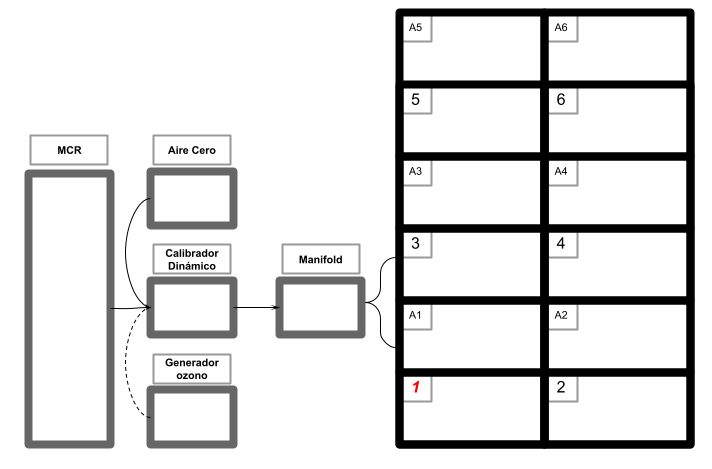 MCR
Aire Cero
Calibrador
Dinámico
Generador
ozono
Manifold
A5
A6
5
6
A3
A4
3
4
A1
A2
1
2